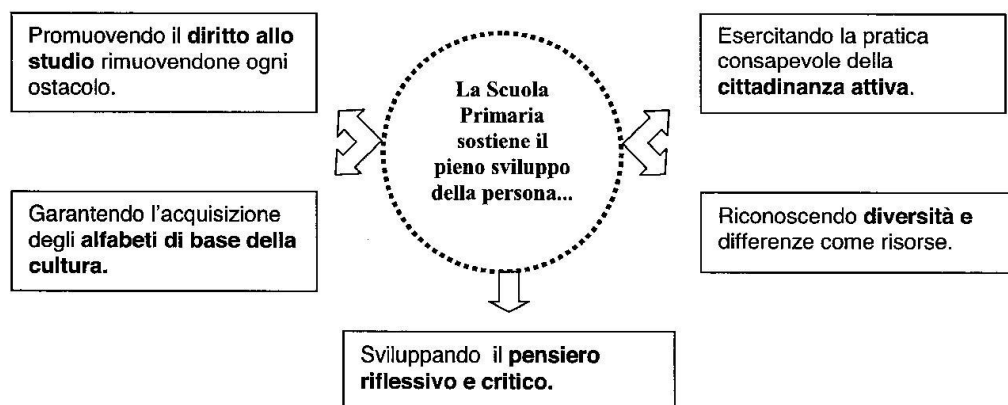 Promuovendo il diritto allo
studio rimuovendone ogni
ostacolo.
La Scuola
Primaria
sostiene il
pieno sviluppo
della persona...
Esercitando la pratica
consapevole della
cittadinanza attiva.
Garantendo l'acquisizione
degli alfabeti di base della
cultura.
Riconoscendo diversità e
differenze come risorse.
Sviluppando il pensiero
riflessivo e critico.